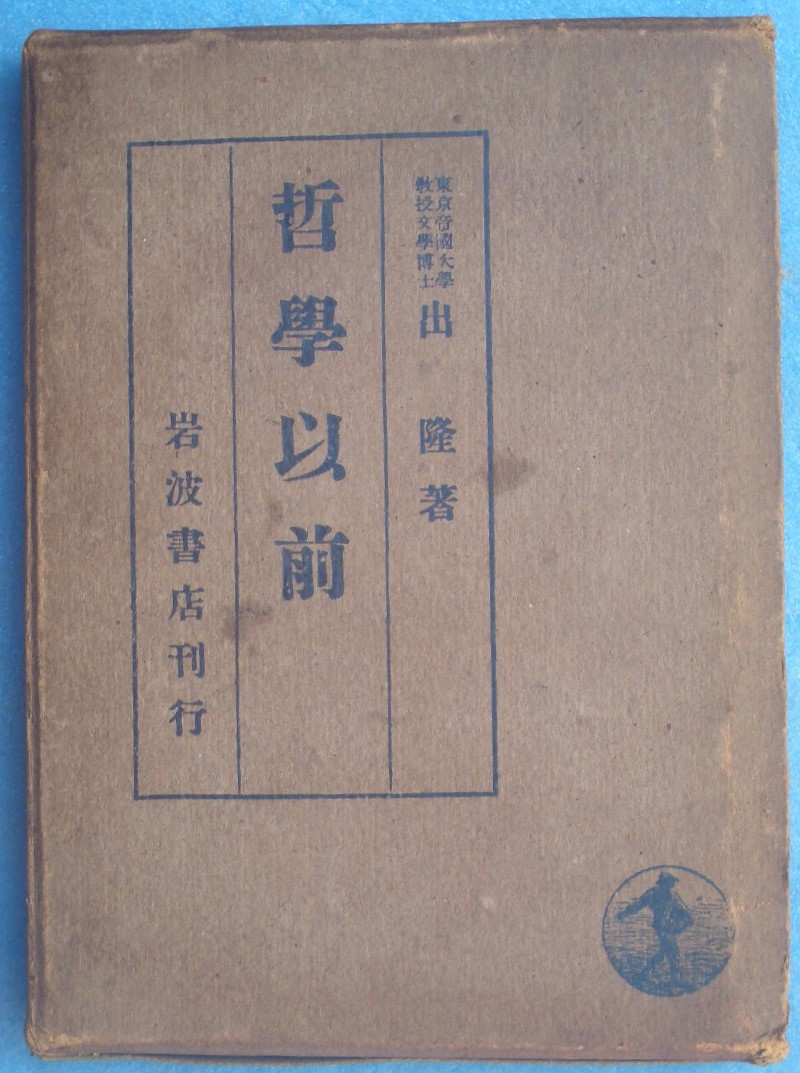 東京帝國大學
教授文學博士
出隆著
哲學以前
岩波書店刊行